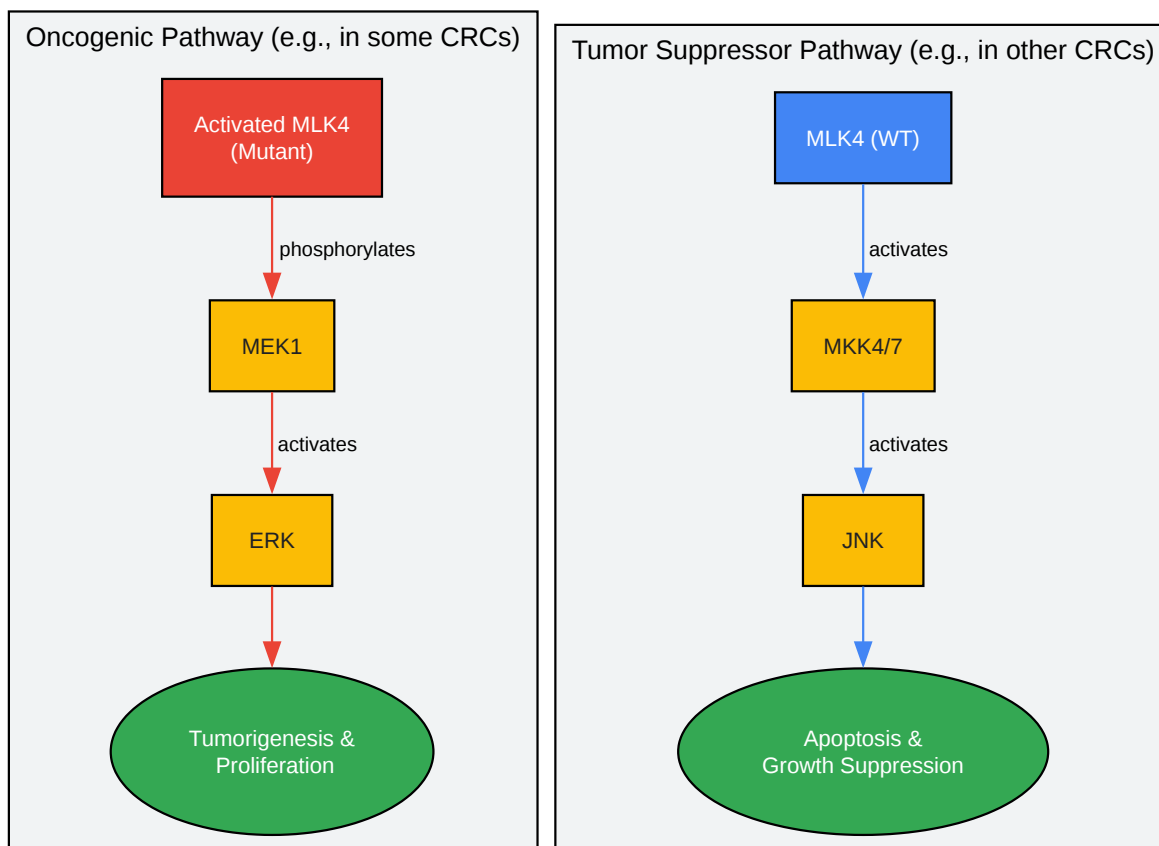 Oncogenic Pathway (e.g., in some CRCs)
Activated MLK4
(Mutant)
phosphorylates
MEK1
activates
ERK
Tumorigenesis &
Proliferation
Tumor Suppressor Pathway (e.g., in other CRCs)
MLK4 (WT)
activates
MKK4/7
activates
JNK
Apoptosis &
Growth Suppression